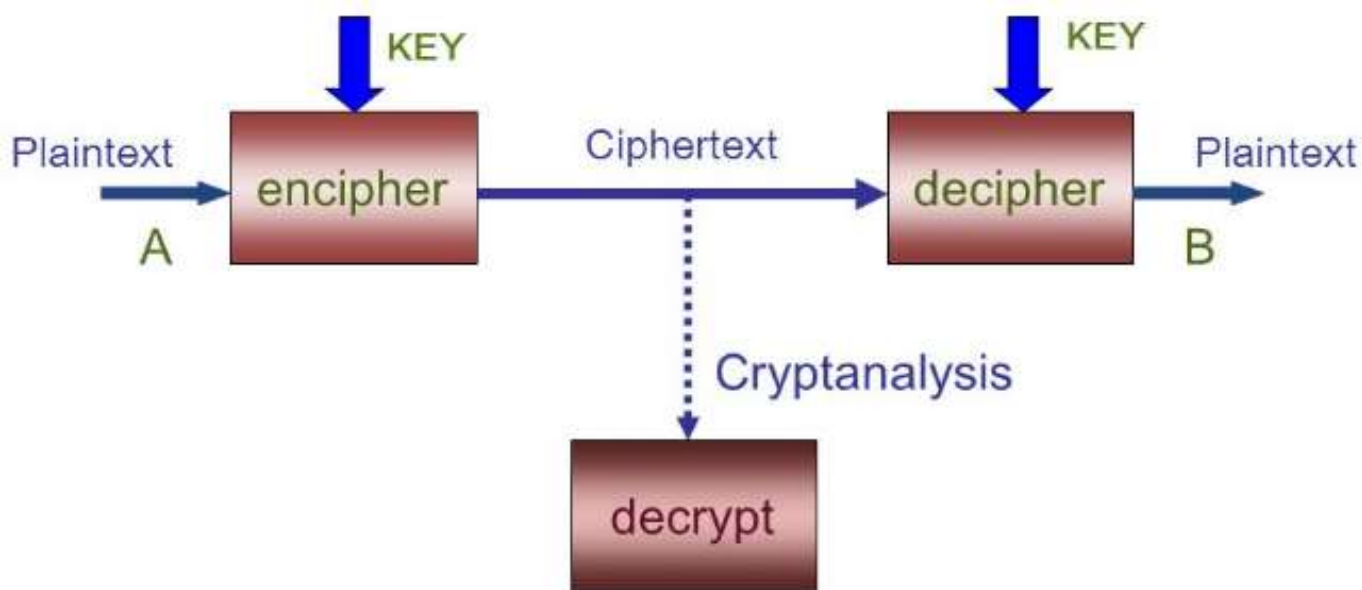 KEY
KEY
Plaintext
Ciphertext
Plaintext
encipher
decipher
A
B
Cryptanalysis
decrypt